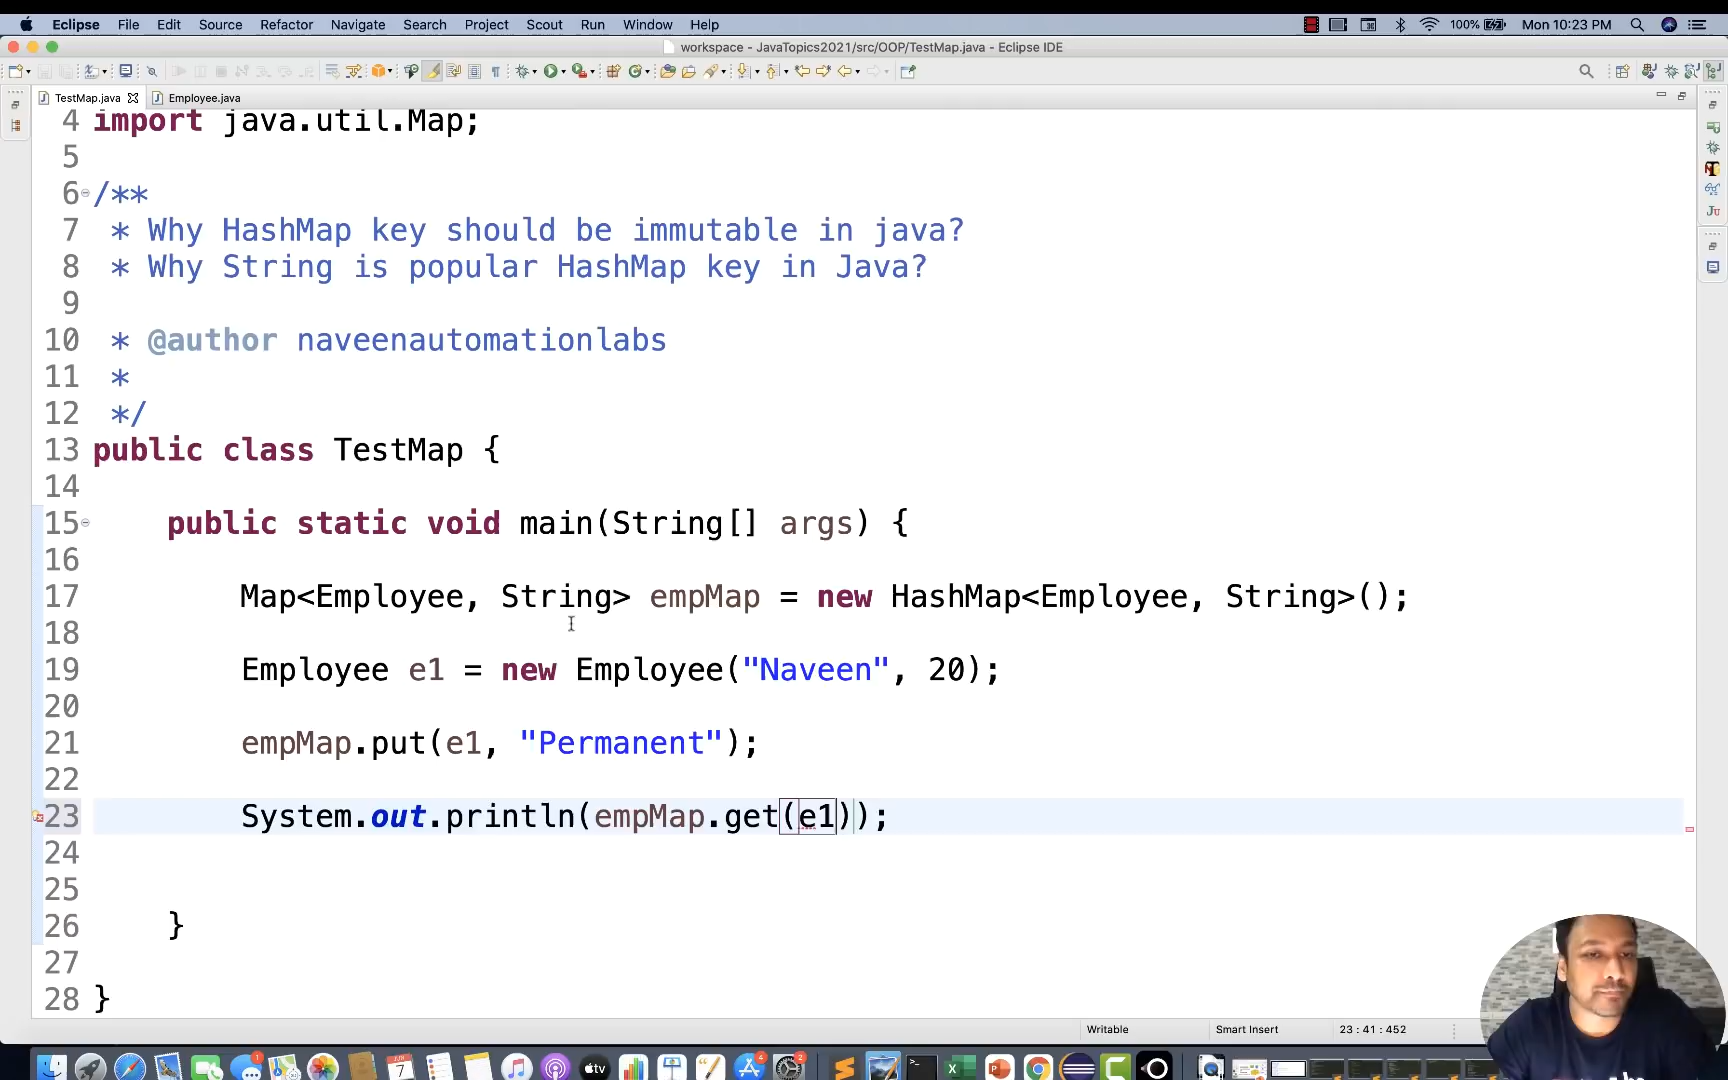 Eclipse File Edit Source Refactor Navigate Search Project Scout Run Window Help 100% Mon 10:23 PM
workspace - JavaTopics2021/src/OOP/TestMap.java - Eclipse IDE
TestMap.java Employee.java
4 import java.util.Map;
5
6 /**
7 * Why HashMap key should be immutable in java?
8 * Why String is popular HashMap key in Java?
9
10 * @author naveenautomationlabs
11 *
12 */
13 public class TestMap {
14
15 public static void main(String[] args) {
16
17 Map<Employee, String> empMap = new HashMap<Employee, String>();
18
19 Employee e1 = new Employee("Naveen", 20);
20
21 empMap.put(e1, "Permanent");
22
23 System.out.println(empMap.get(e1));
24
25
26 }
27
28 }
Writable Smart Insert 23 : 41 : 452